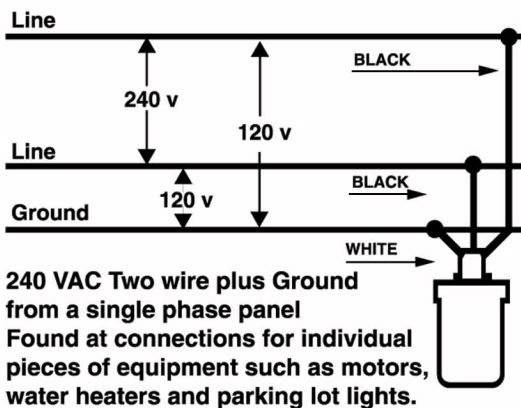 Line
BLACK
240 v
120 v
Line
BLACK
120 v
Ground
WHITE
240 VAC Two wire plus Ground
from a single phase panel
Found at connections for individual
pieces of equipment such as motors,
water heaters and parking lot lights.